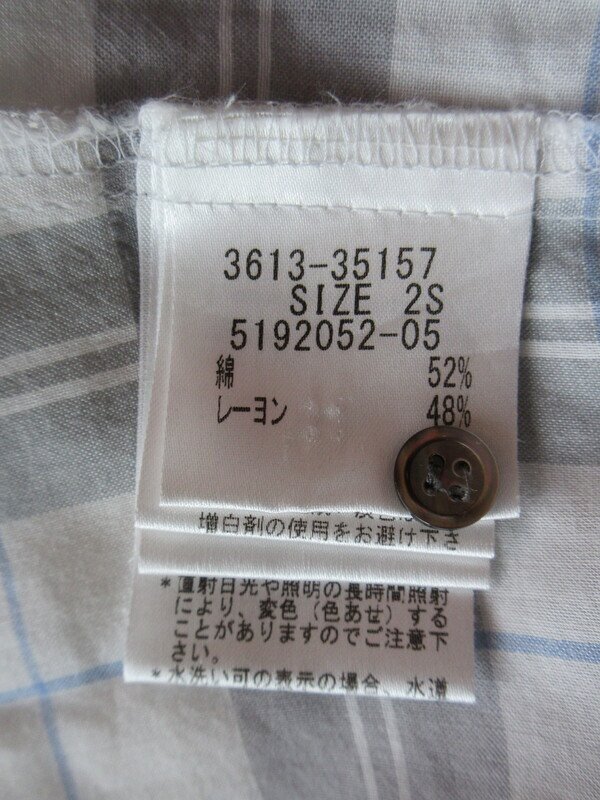 3613-35157
SIZE 2S
5192052-05
綿 52%
レーヨン 48%
増白剤の使用をお避け下さ
*直射日光や照明の長時間照射
により、変色(色あせ)する
ことがありますのでご注意下
さい。
*水洗い可の表示の場合、水道